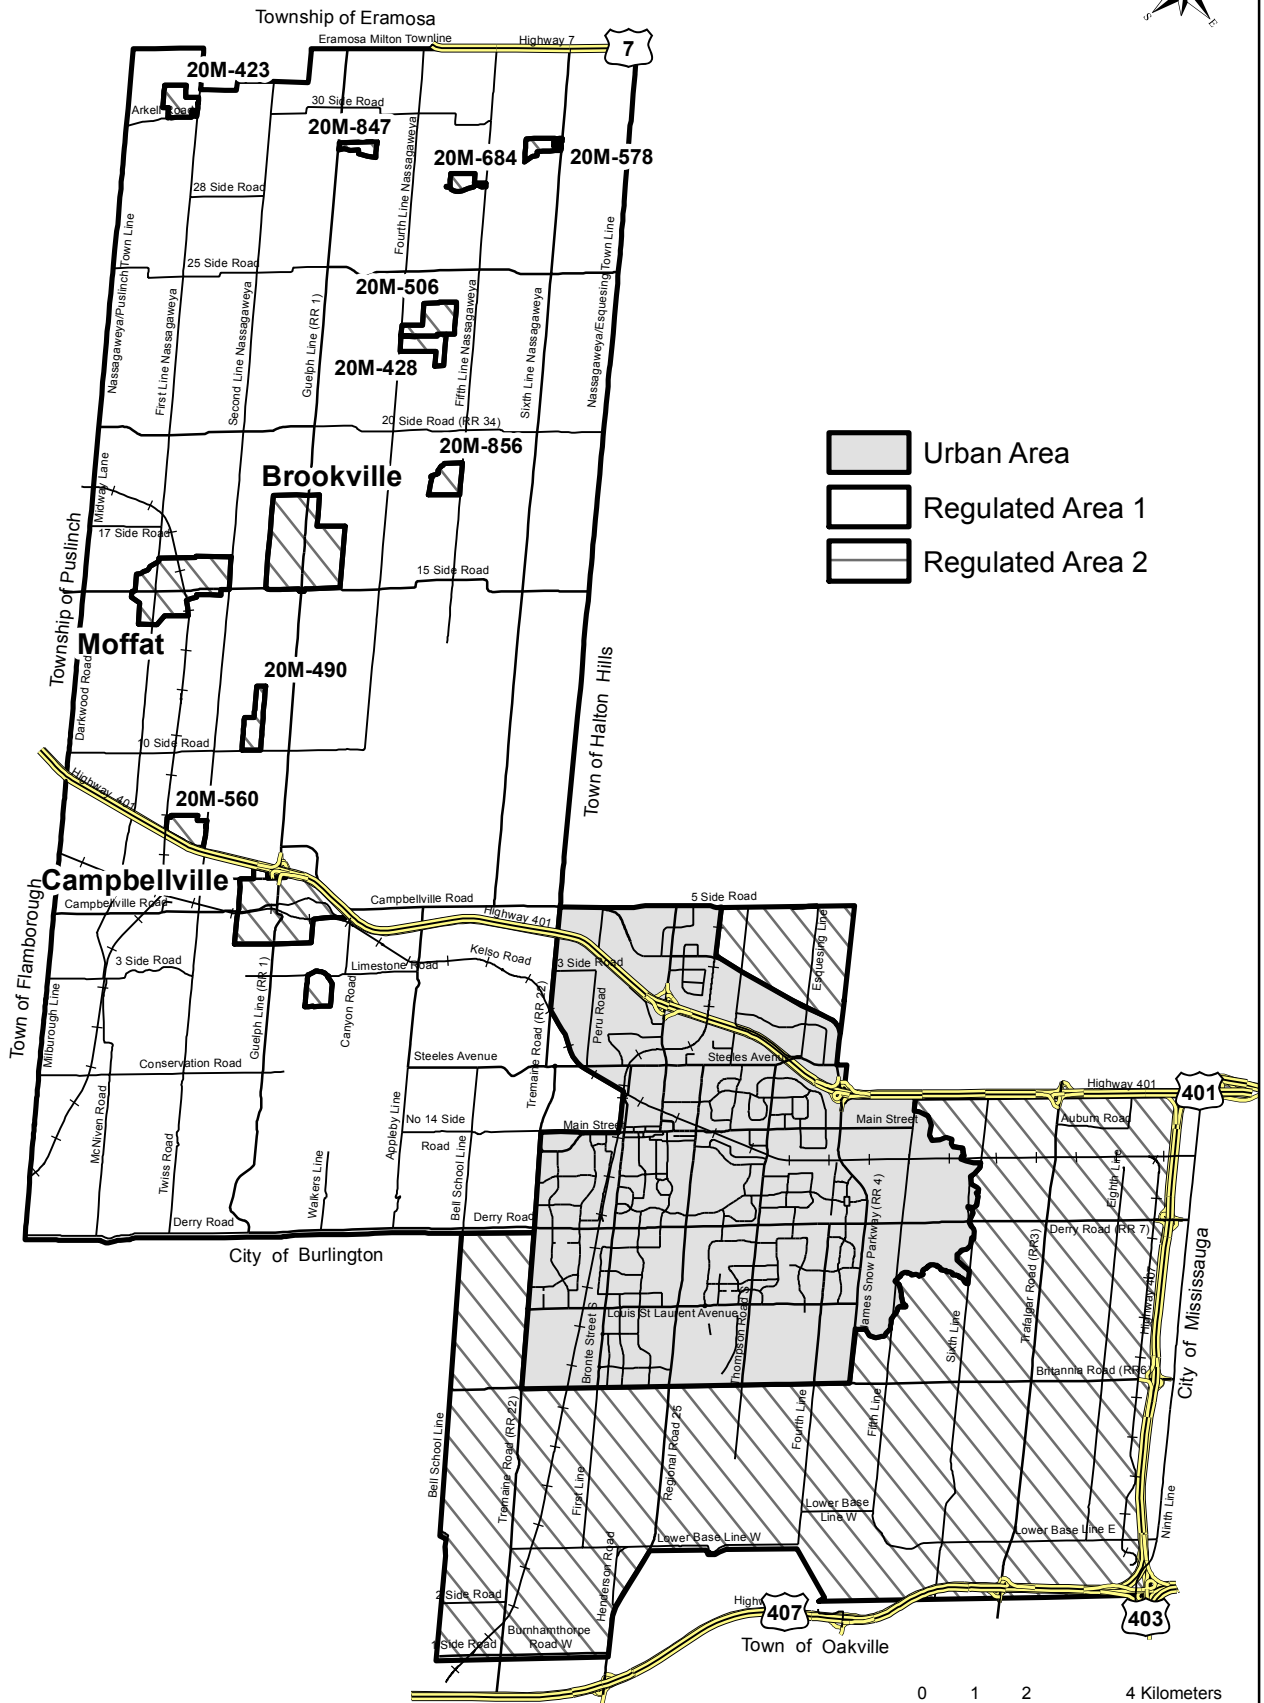 Township of Eramosa
S
E
Eramosa Milton Townline
Highway 7
7
20M-423
Arkell Road
30 Side Road
20M-847
20M-684
20M-578
28 Side Road
Nassagaweya/Puslinch Town Line
First Line Nassagaweya
Second Line Nassagaweya
Guelph Line (RR 1)
Fourth Line Nassagaweya
Fifth Line Nassagaweya
Sixth Line Nassagaweya
Nassagaweya/Esquesing Town Line
25 Side Road
20M-506
20M-428
20 Side Road (RR 34)
20M-856
Urban Area
Regulated Area 1
Regulated Area 2
Brookville
Midway Lane
17 Side Road
15 Side Road
Township of Puslinch
Moffat
Darkwood Road
20M-490
10 Side Road
Town of Halton Hills
Highway 401
20M-560
Campbellville
Campbellville Road
Campbellville Road
Highway 401
5 Side Road
Town of Flamborough
3 Side Road
Limestone Road
Kelso Road
3 Side Road
Esquesing Line
Milburough Line
Guelph Line (RR 1)
Canyon Road
Tremaine Road (RR 22)
Peru Road
Conservation Road
Steeles Avenue
Steeles Avenue
Highway 401
401
McNiven Road
Twiss Road
Walkers Line
Appleby Line
No 14 Side
Road
Bell School Line
Main Street
Main Street
Auburn Road
Eighth Line
Derry Road
Derry Road
Derry Road (RR 7)
City of Burlington
James Snow Parkway (RR 4)
Trafalgar Road (RR3)
Highway 407
City of Mississauga
Louis St Laurent Avenue
Bronte Street S
Thompson Road S
Sixth Line
Britannia Road (RR6)
Bell School Line
Tremaine Road (RR 22)
First Line
Regional Road 25
Fourth Line
Fifth Line
Lower Base
Line W
Lower Base Line W
Lower Base Line E
Ninth Line
Henderson Road
2 Side Road
Burnhamthorpe
Road W
1 Side Road
High
407
403
Town of Oakville
0 1 2 4 Kilometers